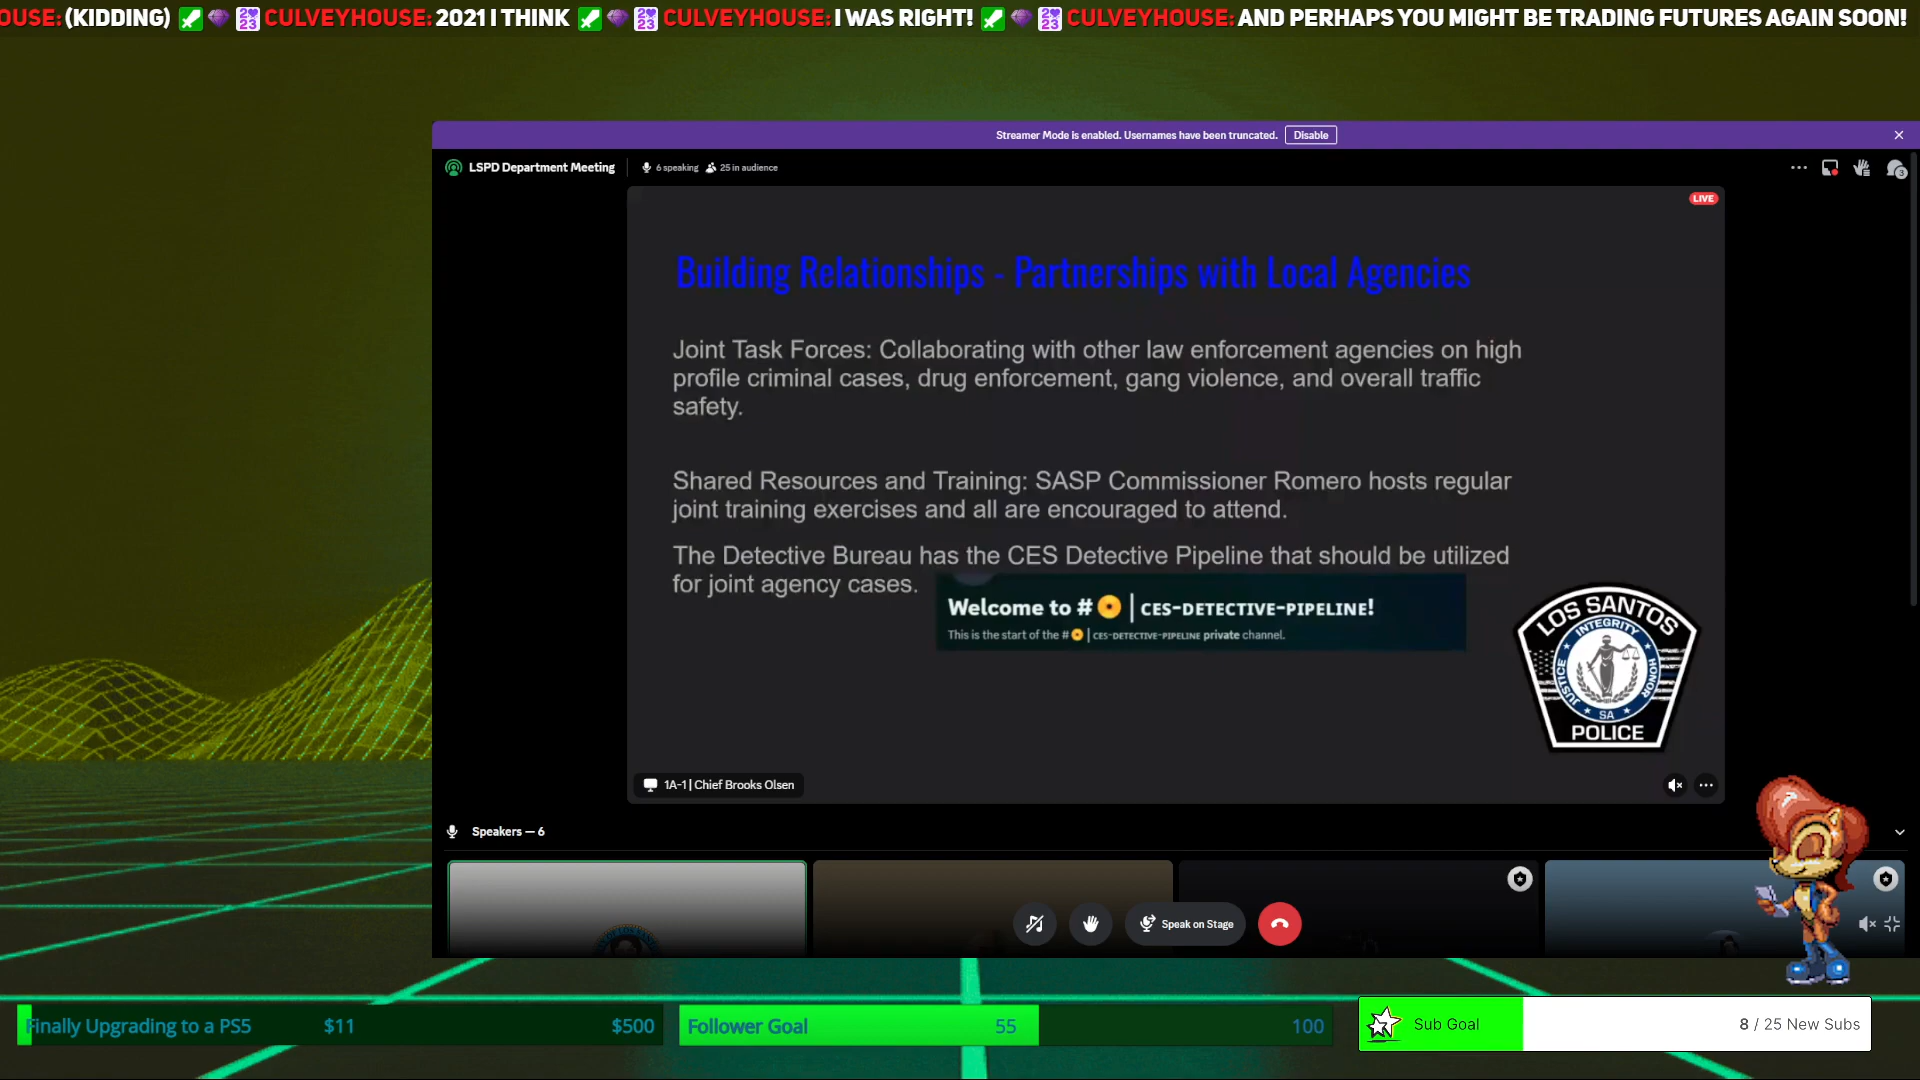 OUSE: (KIDDING) 2023 CULVEYHOUSE: 2021 I THINK 2023 CULVEYHOUSE: I WAS RIGHT! 2023 CULVEYHOUSE: AND PERHAPS YOU MIGHT BE TRADING FUTURES AGAIN SOON!
Streamer Mode is enabled. Usernames have been truncated. Disable
LSPD Department Meeting 6 speaking 25 in audience 3
LIVE
Building Relationships - Partnerships with Local Agencies
Joint Task Forces: Collaborating with other law enforcement agencies on high
profile criminal cases, drug enforcement, gang violence, and overall traffic
safety.
Shared Resources and Training: SASP Commissioner Romero hosts regular
joint training exercises and all are encouraged to attend.
The Detective Bureau has the CES Detective Pipeline that should be utilized
for joint agency cases.
Welcome to # | CES-DETECTIVE-PIPELINE!
This is the start of the # | CES-DETECTIVE-PIPELINE private channel.
LOS SANTOS
INTEGRITY
JUSTICE HONOR
SA
POLICE
1A-1 | Chief Brooks Olsen
Speakers — 6
Speak on Stage
Finally Upgrading to a PS5 $11 $500 Follower Goal 55 100 Sub Goal 8 / 25 New Subs